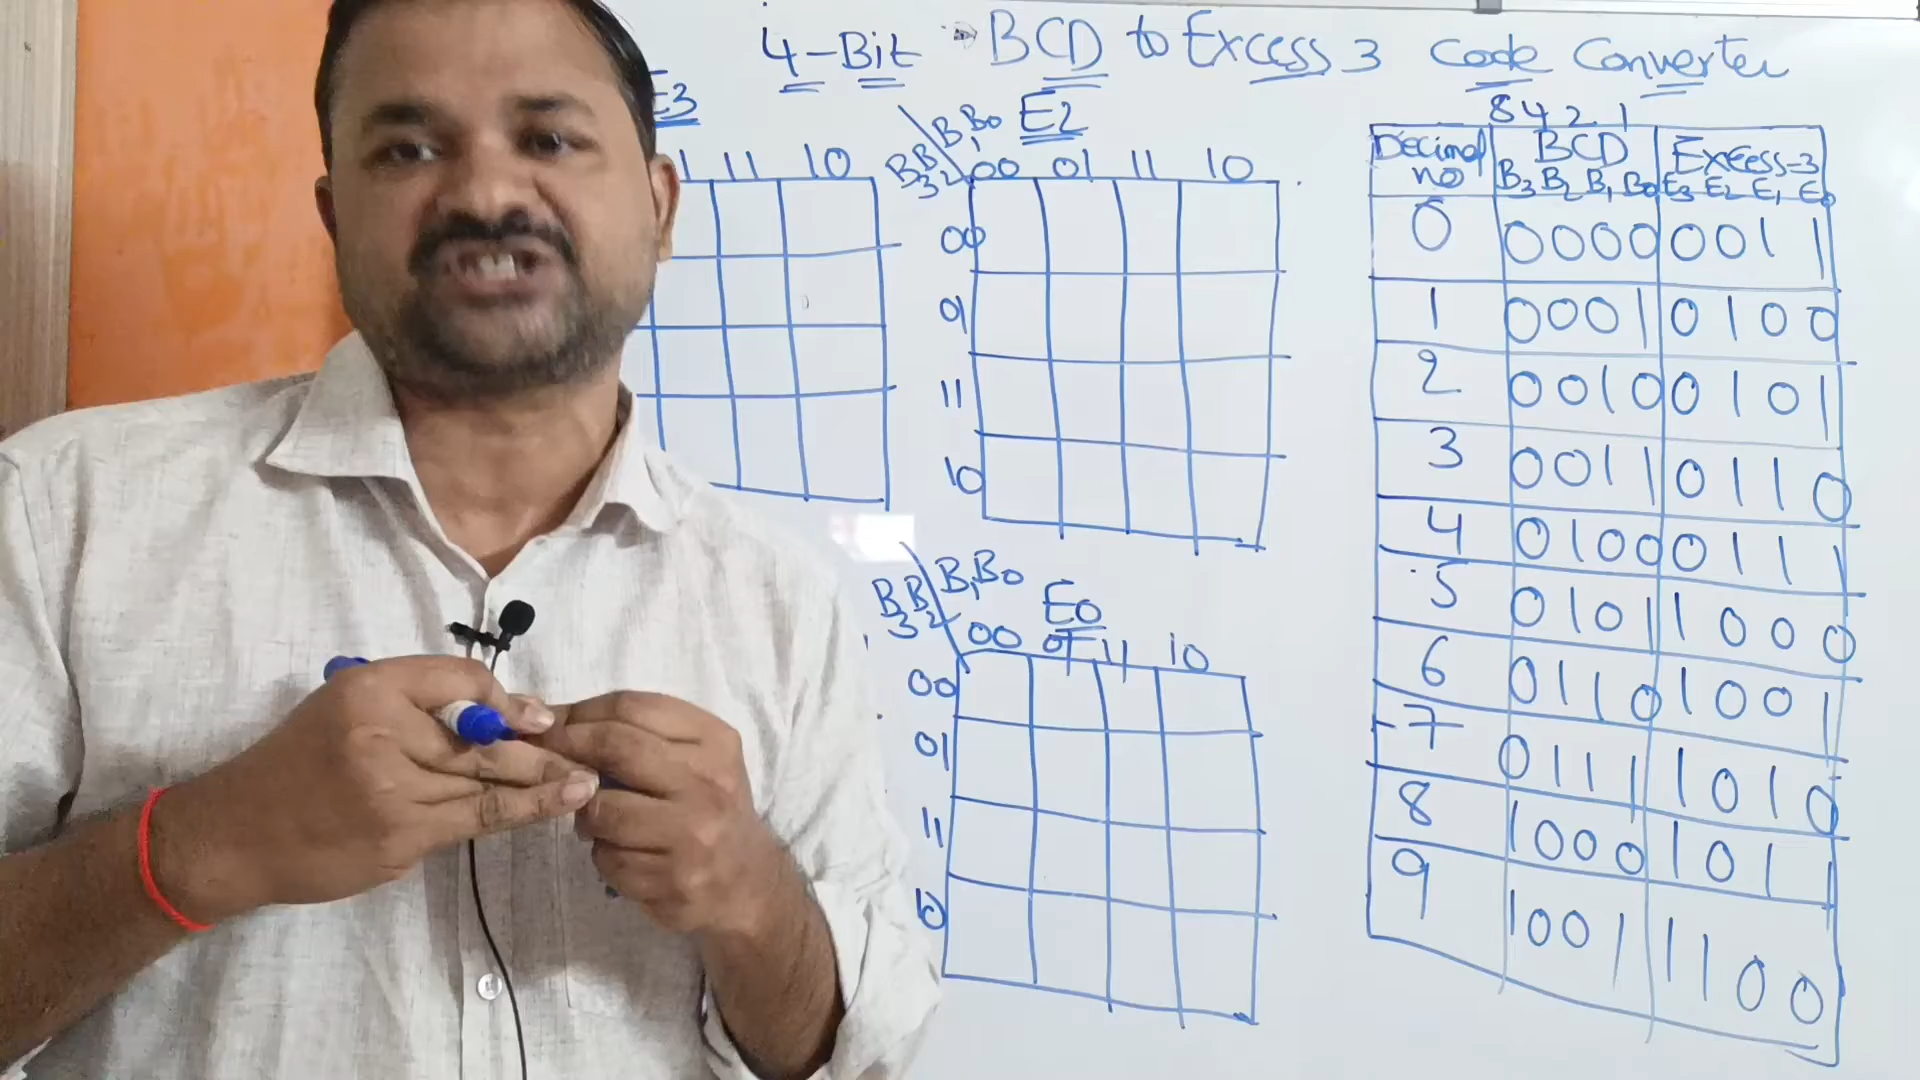 4-Bit BCD to Excess 3 Code Converter
E3
1 11 10
B3B2 B1B0 E2
00 01 11 10
00
01
11
10
B3B2 B1B0 E0
00 01 11 10
00
01
11
10
8 4 2 1
Decimal no BCD Excess-3
B3 B2 B1 B0 E3 E2 E1 E0
0 0000 0011
1 0001 0100
2 0010 0101
3 0011 0110
4 0100 0111
5 0101 1000
6 0110 1001
7 0111 1010
8 1000 1011
9 1001 1100